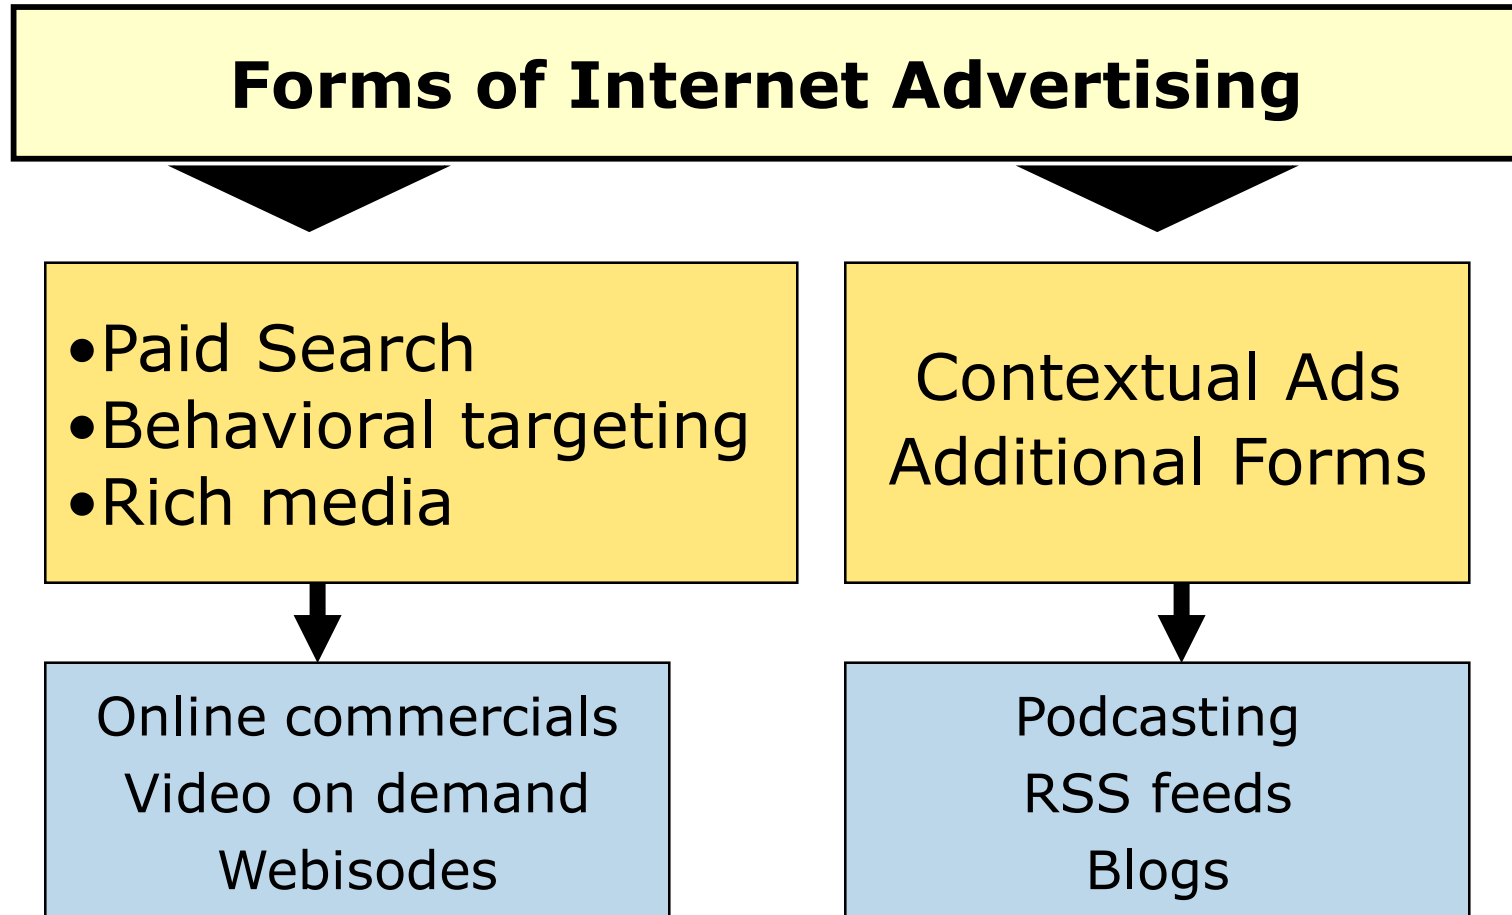 Forms of Internet Advertising
•Paid Search
•Behavioral targeting
•Rich media
Contextual Ads
Additional Forms
Online commercials
Video on demand
Webisodes
Podcasting
RSS feeds
Blogs